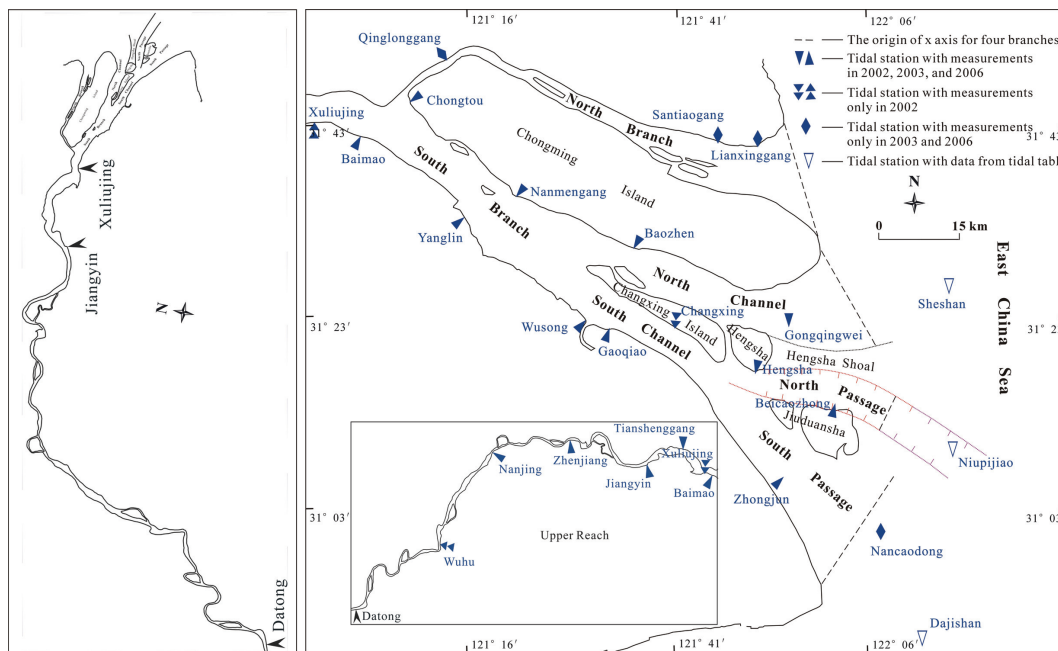 Xuliujing
Jiangyin
N
Datong
121° 16′
121° 41′
122° 06′
The origin of x axis for four branches
Tidal station with measurements
in 2002, 2003, and 2006
Tidal station with measurements
only in 2002
Tidal station with measurements
only in 2003 and 2006
Tidal station with data from tidal tabl
N
0
15 km
Qinglonggang
Chongtou
Xuliujing
Baimao
North
Branch
Santiaogang
Lianxinggang
31° 43
Chongming
Island
South
Branch
Nanmengang
Yanglin
Baozhen
North
Channel
Changxing
Island
Changxing
South
Channel
Hengsha
Gongqingwei
Sheshan
East China Sea
31° 23′
Wusong
Gaoqiao
Hengsha Shoal
Hengsha
North
Passage
Beicaozhong
Jiuduansha
South
Passage
Niupijiao
Zhongjun
31° 03′
Nancaodong
Dajishan
Tianshenggang
Nanjing
Zhenjiang
Xuliujing
Jiangyin
Baimao
Upper Reach
Wuhu
Datong
121° 16′
121° 41′
122° 06′